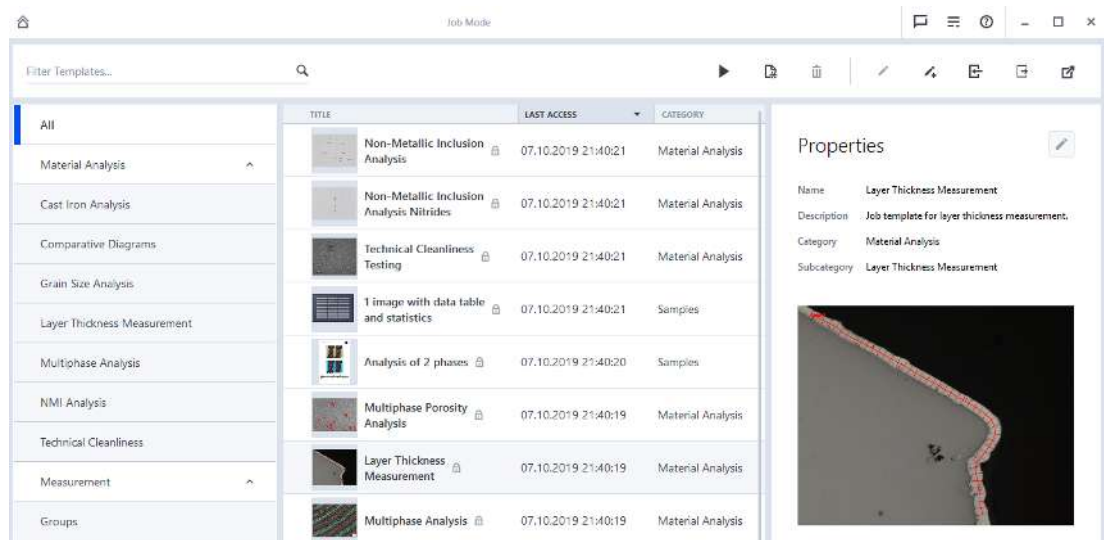 Job Mode
Filter Templates...
All
Material Analysis
Cast Iron Analysis
Comparative Diagrams
Grain Size Analysis
Layer Thickness Measurement
Multiphase Analysis
NMI Analysis
Technical Cleanliness
Measurement
Groups
TITLE LAST ACCESS CATEGORY
Non-Metallic Inclusion
Analysis
07.10.2019 21:40:21 Material Analysis
Non-Metallic Inclusion
Analysis Nitrides
07.10.2019 21:40:21 Material Analysis
Technical Cleanliness
Testing
07.10.2019 21:40:21 Material Analysis
1 image with data table
and statistics
07.10.2019 21:40:21 Samples
Analysis of 2 phases 07.10.2019 21:40:20 Samples
Multiphase Porosity
Analysis
07.10.2019 21:40:19 Material Analysis
Layer Thickness
Measurement
07.10.2019 21:40:19 Material Analysis
Multiphase Analysis 07.10.2019 21:40:19 Material Analysis
Properties
Name Layer Thickness Measurement
Description Job template for layer thickness measurement.
Category Material Analysis
Subcategory Layer Thickness Measurement